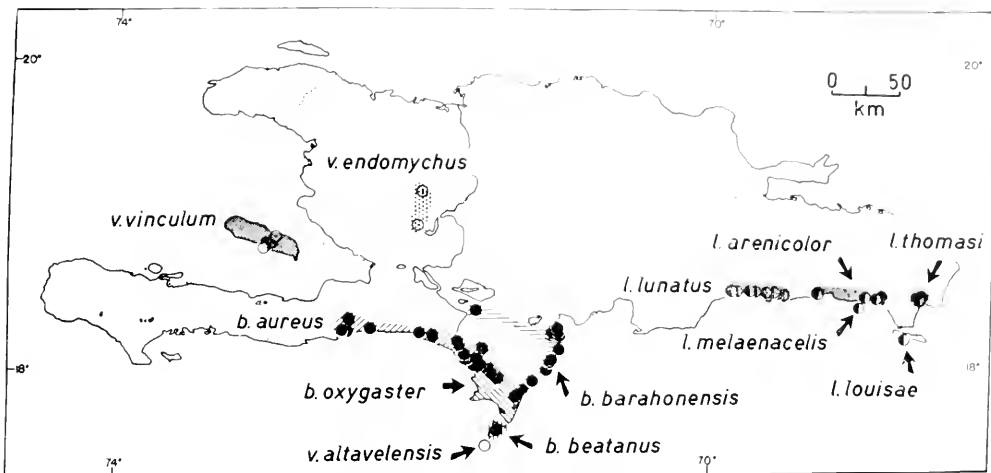 74°
70°
20°
20°
0 50
km
v. endomychus
v. vinculum
l. arenicolor
l. thomasi
l. lunatus
b. aureus
l. melaenacelis
18°
18°
l. louisae
b. oxygaster
b. barahonensis
v. altavelensis
b. beatanus
74°
70°